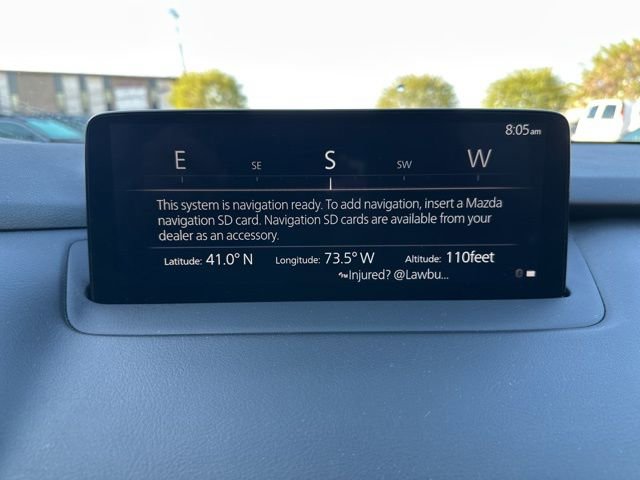 8:05am
E SE S SW W
This system is navigation ready. To add navigation, insert a Mazda
navigation SD card. Navigation SD cards are available from your
dealer as an accessory.
Latitude: 41.0° N Longitude: 73.5° W Altitude: 110feet
Injured? @Lawbu...